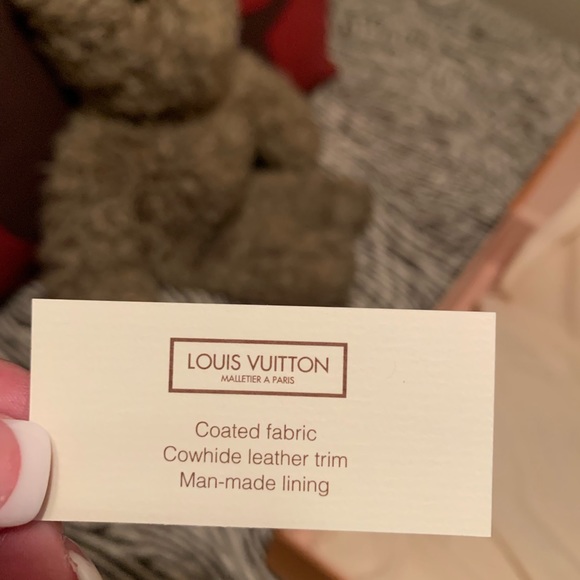 LOUIS VUITTON
MALLETIER A PARIS
Coated fabric
Cowhide leather trim
Man-made lining